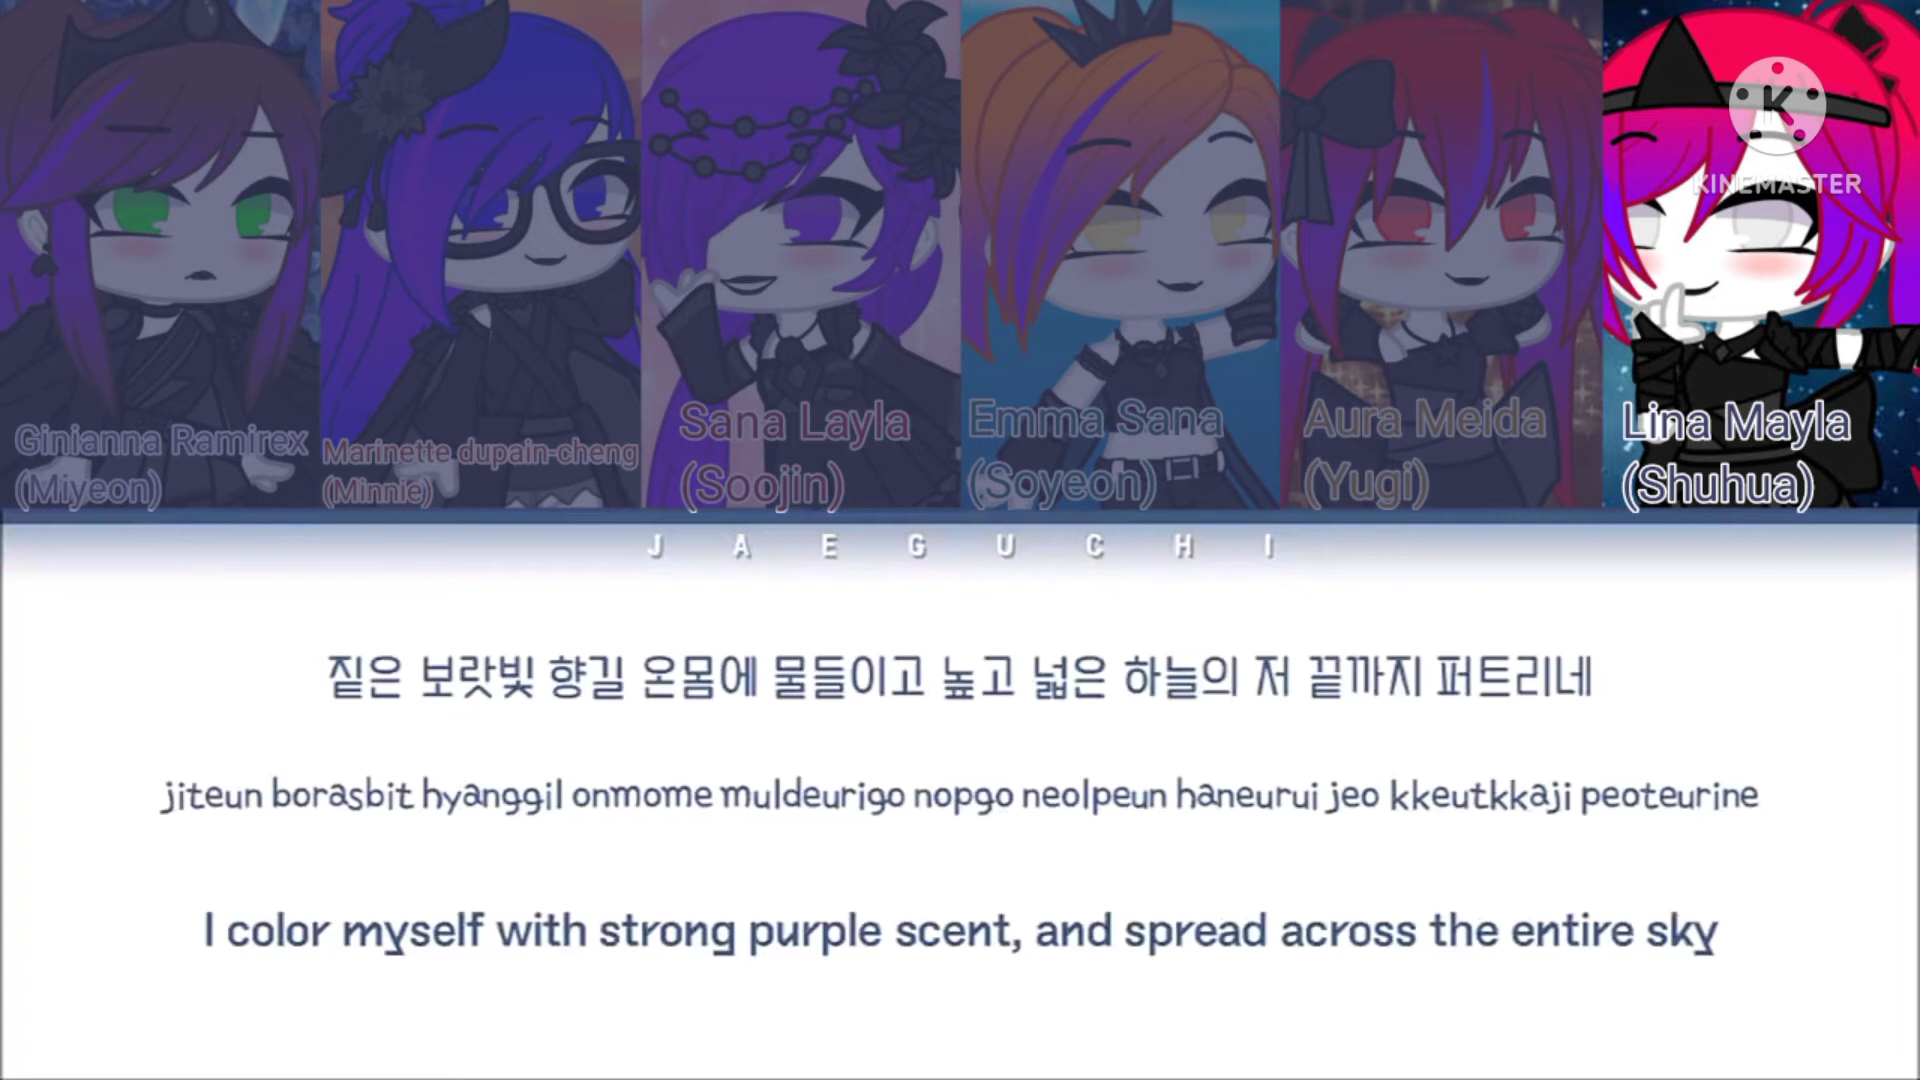 KINEMASTER
Ginianna Ramirex
(Miyeon)
Marinette dupain-cheng
(Minnie)
Sana Layla
(Soojin)
Emma Sana
(Soyeon)
Aura Meida
(Yugi)
Lina Mayla
(Shuhua)
JAEGUCHI
짙은 보랏빛 향길 온몸에 물들이고 높고 넓은 하늘의 저 끝까지 퍼트리네
jiteun borasbit hyanggil onmome muldeurigo nopgo neolpeun haneurui jeo kkeutkkaji peoteurine
I color myself with strong purple scent, and spread across the entire sky